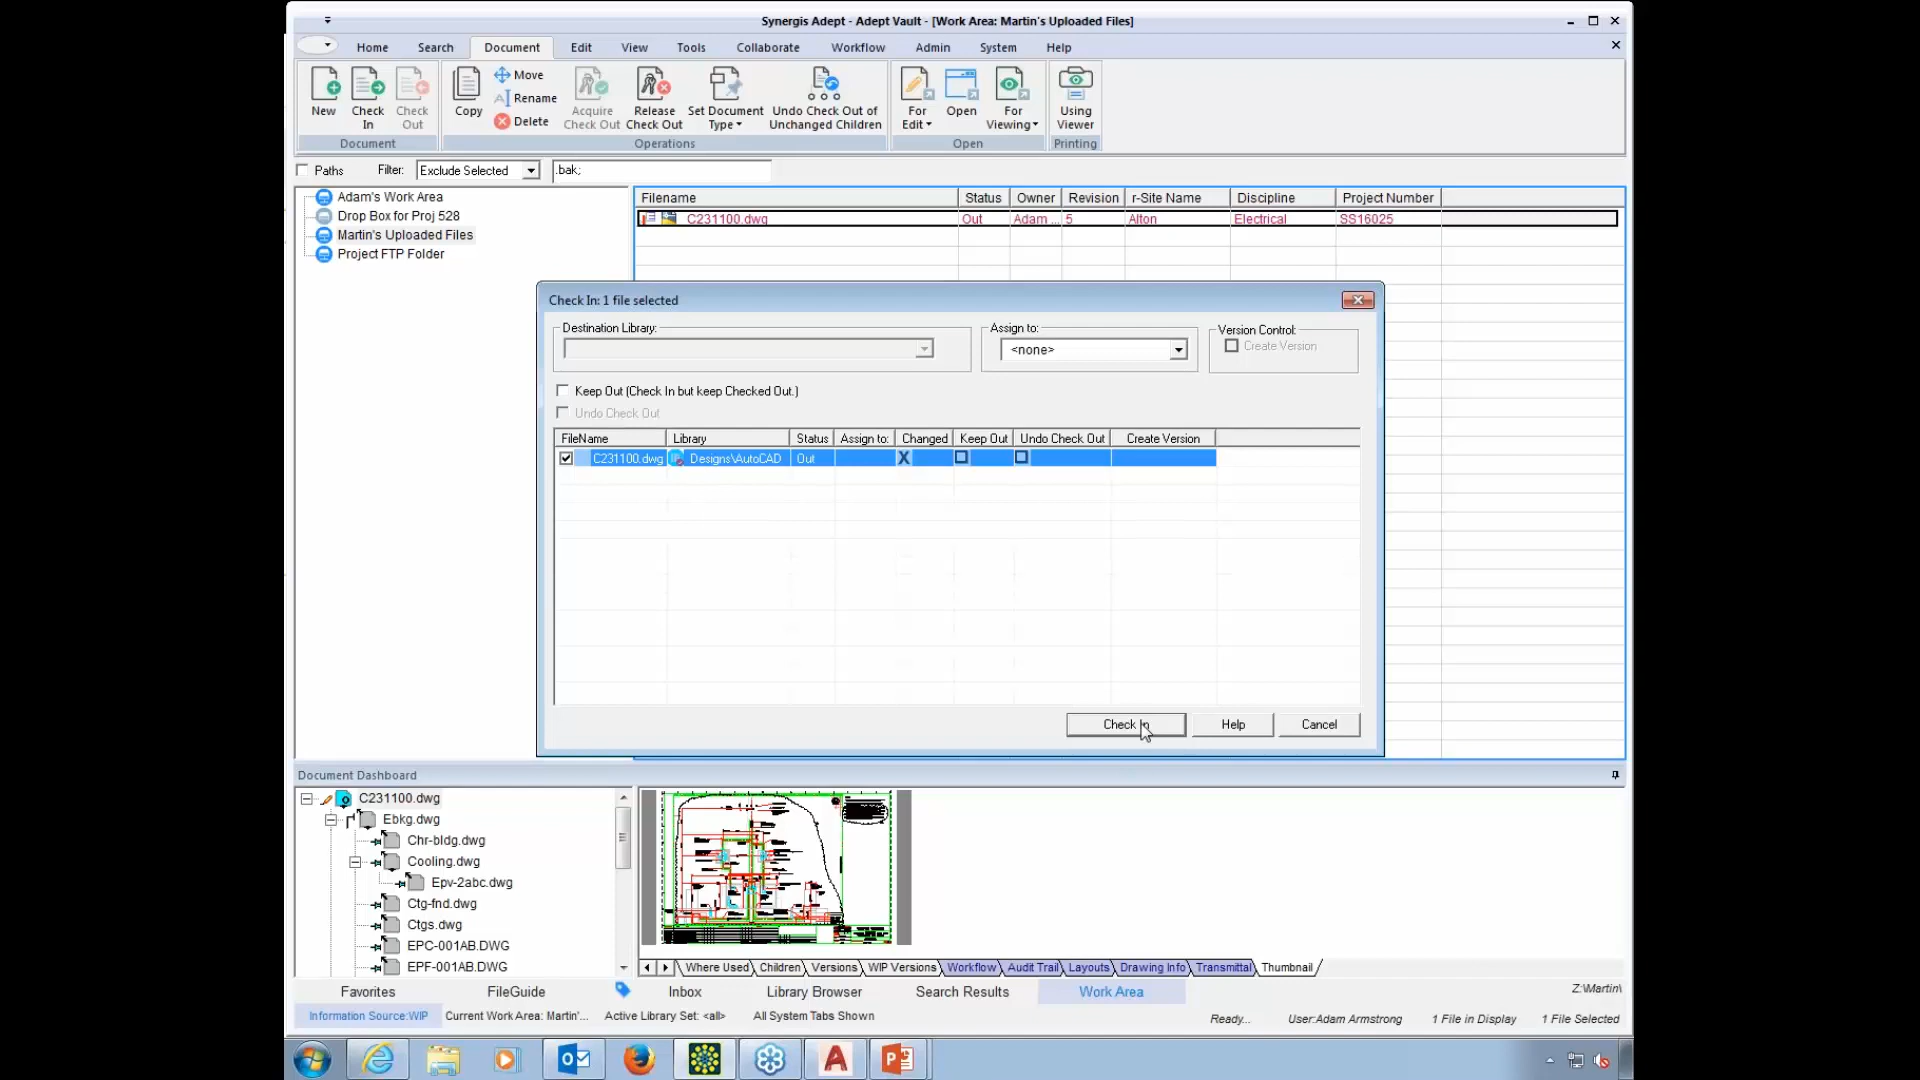 Synergis Adept - Adept Vault - [Work Area: Martin's Uploaded Files]
Home Search Document Edit View Tools Collaborate Workflow Admin System Help
New
Check In
Check Out
Document
Copy
Move
Rename
Delete
Acquire Check Out
Release Check Out
Set Document Type
Undo Check Out of Unchanged Children
Operations
For Edit
Open
For Viewing
Open
Using Viewer
Printing
Paths Filter: Exclude Selected .bak;
Adam's Work Area
Drop Box for Proj 528
Martin's Uploaded Files
Project FTP Folder
Filename Status Owner Revision r-Site Name Discipline Project Number
C231100.dwg Out Adam ... 5 Alton Electrical SS16025
Check In: 1 file selected
Destination Library:
Assign to:
<none>
Version Control:
Create Version
Keep Out (Check In but keep Checked Out.)
Undo Check Out
FileName Library Status Assign to: Changed Keep Out Undo Check Out Create Version
C231100.dwg Designs\AutoCAD Out X
Check In Help Cancel
Document Dashboard
C231100.dwg
Ebkg.dwg
Chr-bldg.dwg
Cooling.dwg
Epv-2abc.dwg
Ctg-fnd.dwg
Ctgs.dwg
EPC-001AB.DWG
EPF-001AB.DWG
Where Used Children Versions WIP Versions Workflow Audit Trail Layouts Drawing Info Transmittal Thumbnail
Favorites FileGuide Inbox Library Browser Search Results Work Area Z:\Martin\
Information Source:WIP Current Work Area: Martin'... Active Library Set: <all> All System Tabs Shown Ready... User:Adam Armstrong 1 File in Display 1 File Selected